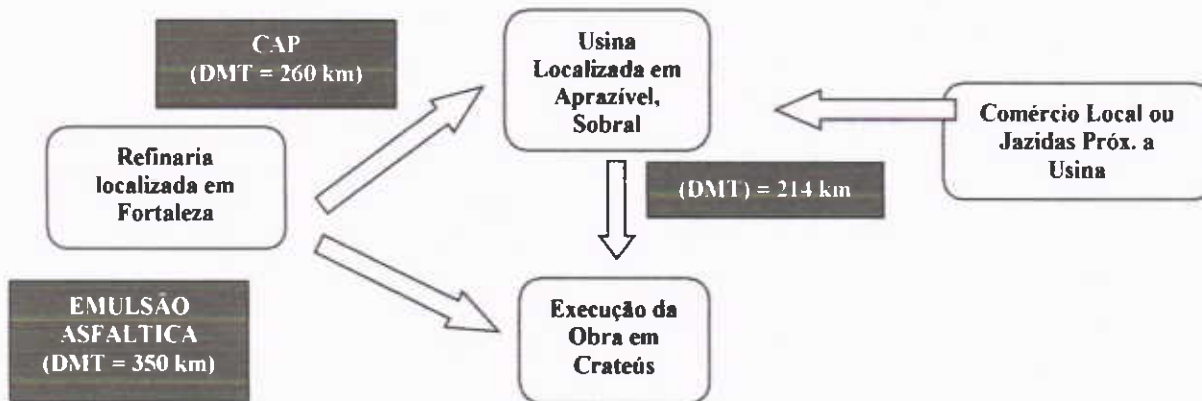 CAP
(DMT = 260 km)
Usina
Localizada em
Aprazível,
Sobral
Comércio Local ou
Jazidas Próx. a
Usina
Refinaria
localizada em
Fortaleza
(DMT) = 214 km
EMULSÃO
ASFALTICA
(DMT = 350 km)
Execução da
Obra em
Crateús